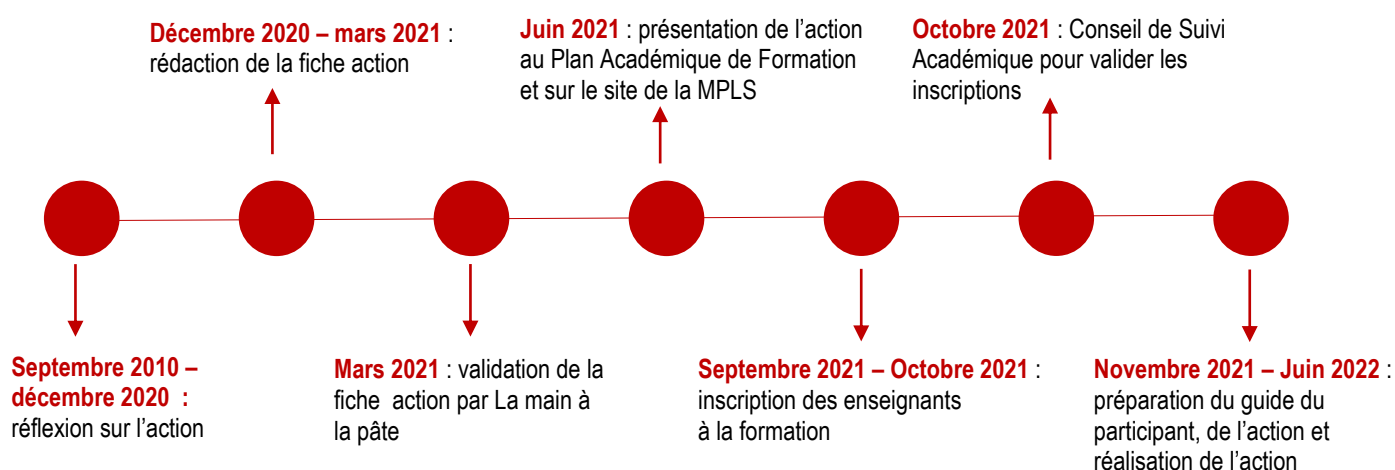 Décembre 2020 – mars 2021 :
rédaction de la fiche action
Juin 2021 : présentation de l’action
au Plan Académique de Formation
et sur le site de la MPLS
Octobre 2021 : Conseil de Suivi
Académique pour valider les
inscriptions
Septembre 2010 –
décembre 2020 :
réflexion sur l’action
Mars 2021 : validation de la
fiche action par La main à
la pâte
Septembre 2021 – Octobre 2021 :
inscription des enseignants
à la formation
Novembre 2021 – Juin 2022 :
préparation du guide du
participant, de l’action et
réalisation de l’action